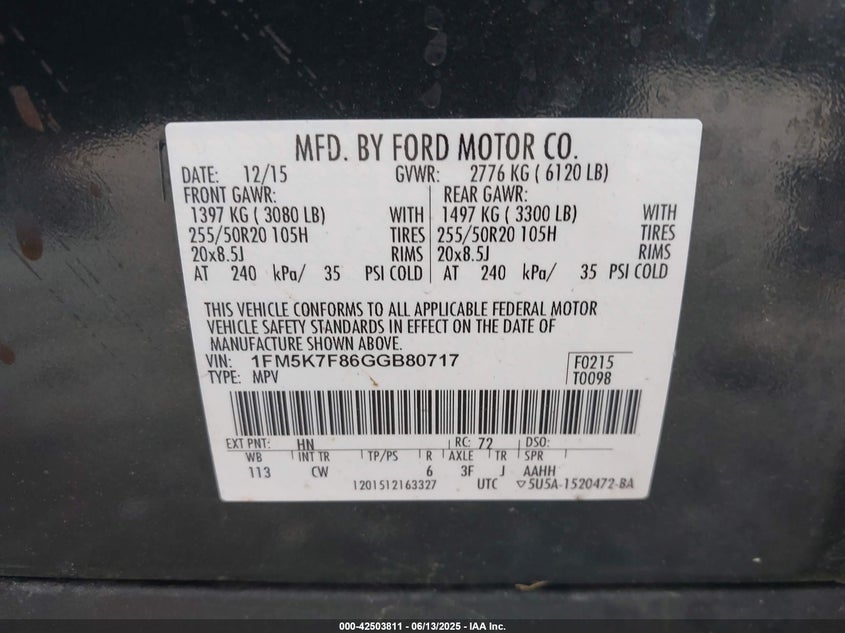 MFD. BY FORD MOTOR CO.
DATE: 12/15 GVWR: 2776 KG ( 6120 LB)
FRONT GAWR: REAR GAWR:
1397 KG ( 3080 LB) WITH 1497 KG ( 3300 LB) WITH
255/50R20 105H TIRES 255/50R20 105H TIRES
20x8.5J RIMS 20x8.5J RIMS
AT 240 kPa/ 35 PSI COLD AT 240 kPa/ 35 PSI COLD
THIS VEHICLE CONFORMS TO ALL APPLICABLE FEDERAL MOTOR
VEHICLE SAFETY STANDARDS IN EFFECT ON THE DATE OF
MANUFACTURE SHOWN ABOVE.
VIN: 1FM5K7F86GGB80717 F0215
TYPE: MPV T0098
EXT PNT: HN RC: 72 DSO:
WB INT TR TP/PS R AXLE TR SPR
113 CW 6 3F J AAHH
1201512163327 UTC ▽5U5A-1520472-BA
000-42503811 - 06/13/2025 - IAA Inc.